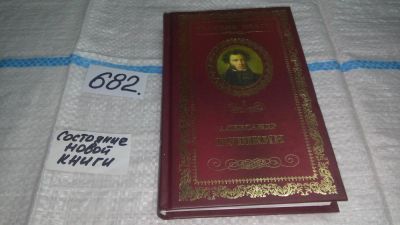 682.
Состояние
новой
книги
АЛЕКСАНДР
ПУШКИН